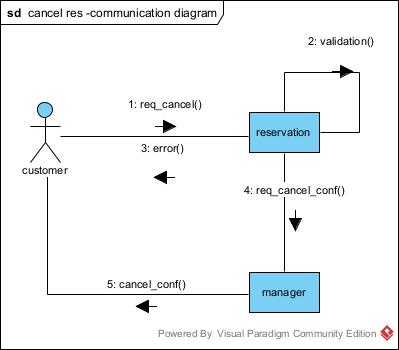 sd cancel res -communication diagram
2: validation()
1: req_cancel()
reservation
3: error()
customer
4: req_cancel_conf()
5: cancel_conf()
manager
Powered By Visual Paradigm Community Edition